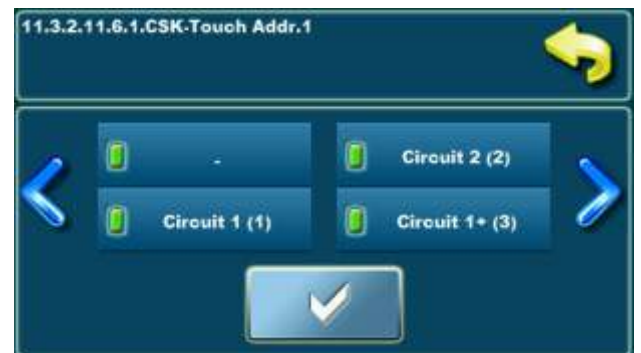 11.3.2.11.6.1.CSK-Touch Addr.1
-
Circuit 2 (2)
Circuit 1 (1)
Circuit 1+ (3)